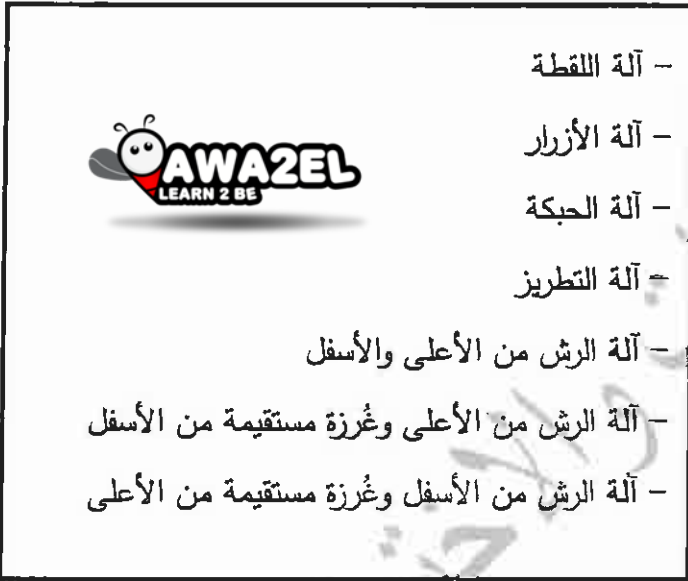 – آلة اللقطة
– آلة الأزرار
AWA2EL
LEARN 2 BE
– آلة الحبكة
– آلة التطريز
– آلة الرش من الأعلى والأسفل
– آلة الرش من الأعلى وغُرزة مستقيمة من الأسفل
– آلة الرش من الأسفل وغُرزة مستقيمة من الأعلى